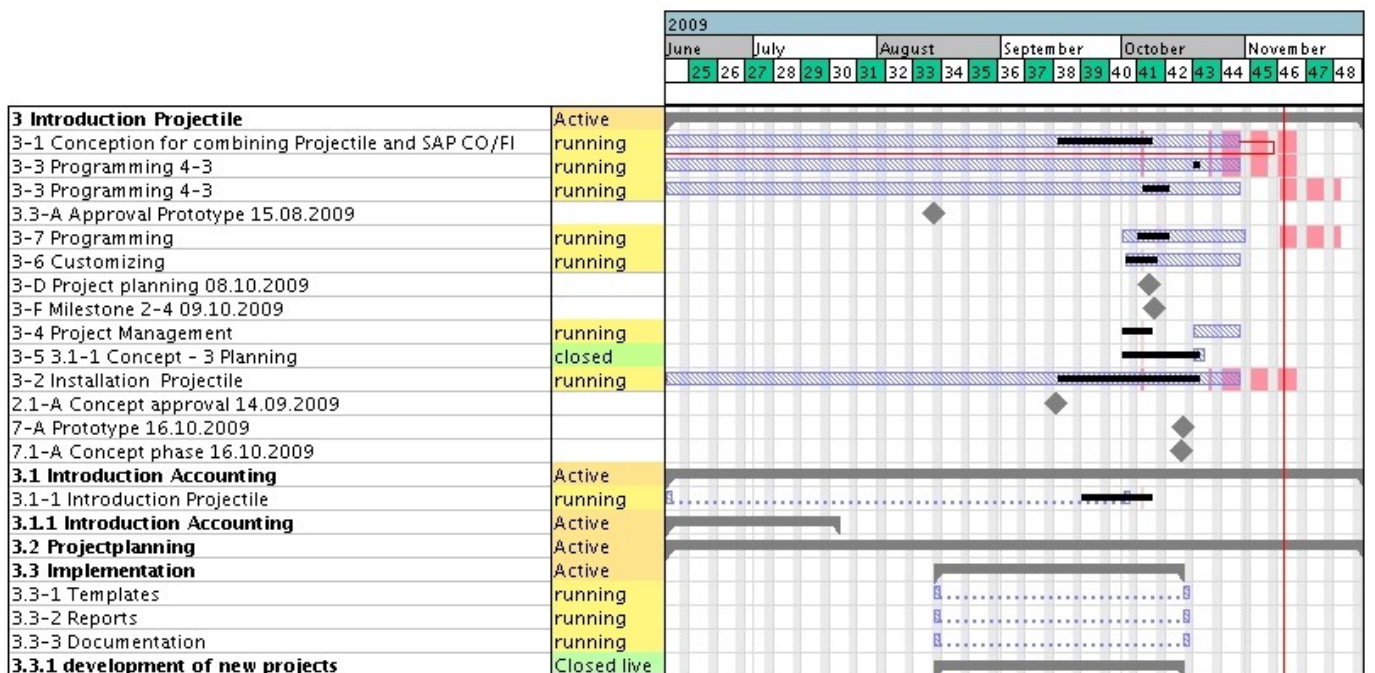 2009
June July August September October November
25 26 27 28 29 30 31 32 33 34 35 36 37 38 39 40 41 42 43 44 45 46 47 48
3 Introduction Projectile Active
3-1 Conception for combining Projectile and SAP CO/FI running
3-3 Programming 4-3 running
3-3 Programming 4-3 running
3.3-A Approval Prototype 15.08.2009
3-7 Programming running
3-6 Customizing running
3-D Project planning 08.10.2009
3-F Milestone 2-4 09.10.2009
3-4 Project Management running
3-5 3.1-1 Concept - 3 Planning closed
3-2 Installation Projectile running
2.1-A Concept approval 14.09.2009
7-A Prototype 16.10.2009
7.1-A Concept phase 16.10.2009
3.1 Introduction Accounting Active
3.1-1 Introduction Projectile running
3.1.1 Introduction Accounting Active
3.2 Projectplanning Active
3.3 Implementation Active
3.3-1 Templates running
3.3-2 Reports running
3.3-3 Documentation running
3.3.1 development of new projects Closed live